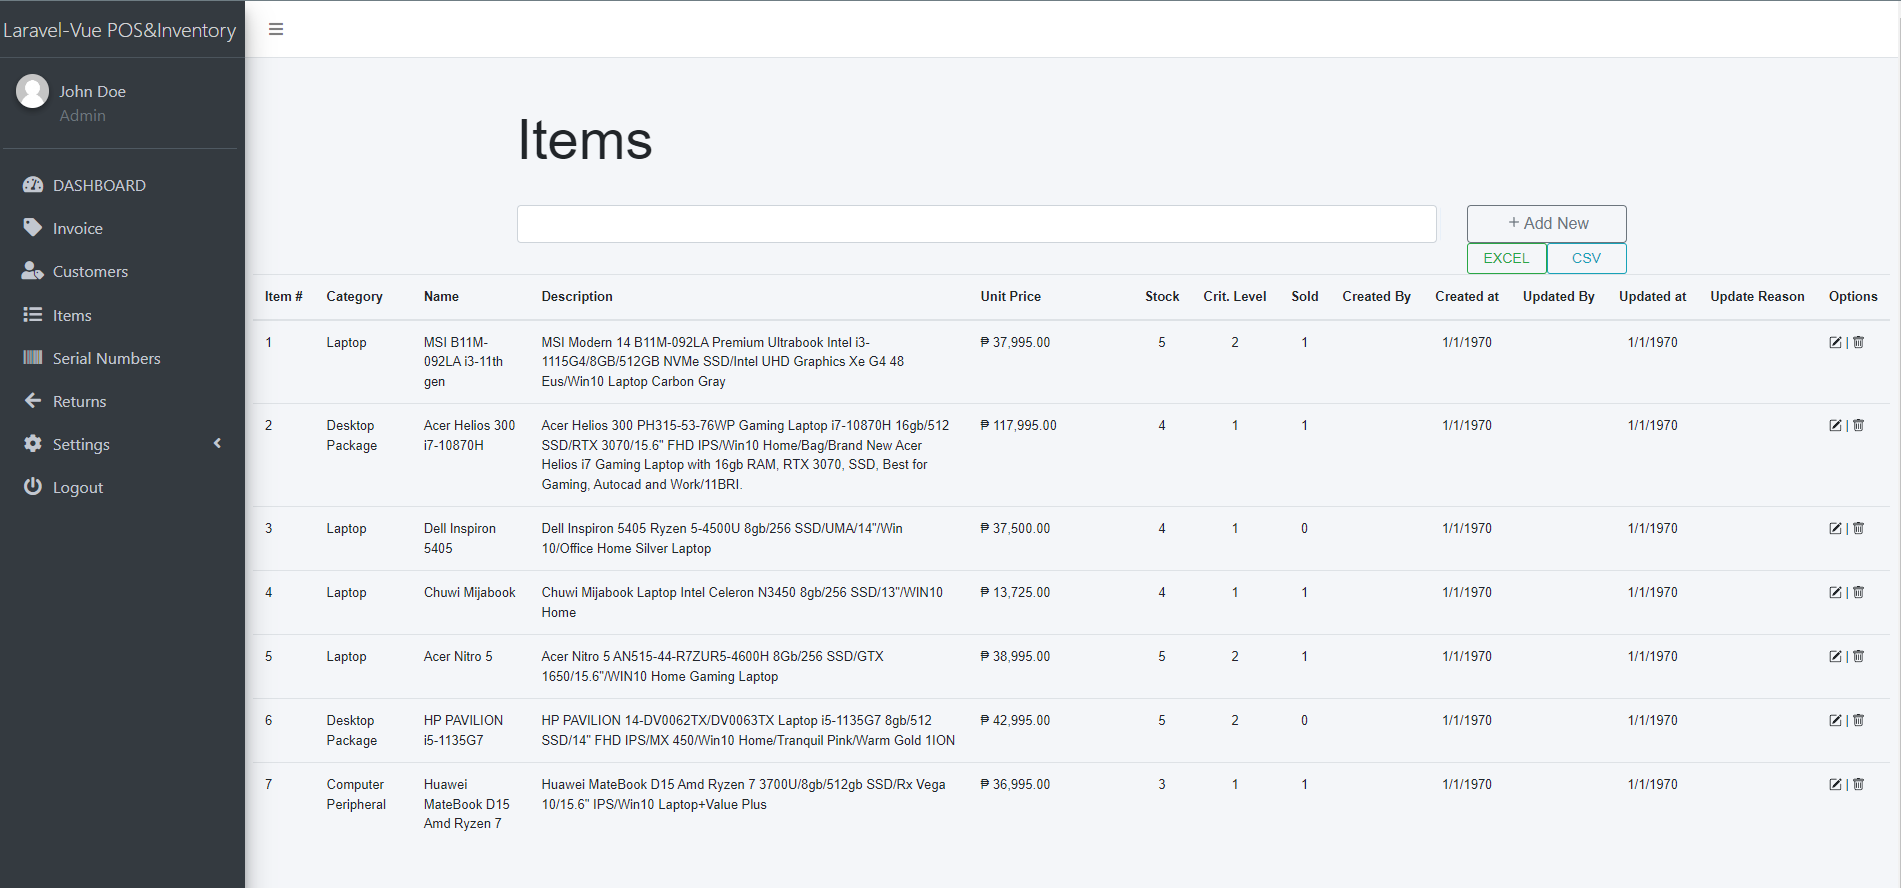 Laravel-Vue POS&Inventory
John Doe
Admin
DASHBOARD
Invoice
Customers
Items
Serial Numbers
Returns
Settings
Logout
Items
+ Add New
EXCEL CSV
Item # Category Name Description Unit Price Stock Crit. Level Sold Created By Created at Updated By Updated at Update Reason Options
1 Laptop MSI B11M- MSI Modern 14 B11M-092LA Premium Ultrabook Intel i3- ₱ 37,995.00 5 2 1 1/1/1970 1/1/1970 |
092LA i3-11th 1115G4/8GB/512GB NVMe SSD/Intel UHD Graphics Xe G4 48
gen Eus/Win10 Laptop Carbon Gray
2 Desktop Acer Helios 300 Acer Helios 300 PH315-53-76WP Gaming Laptop i7-10870H 16gb/512 ₱ 117,995.00 4 1 1 1/1/1970 1/1/1970 |
Package i7-10870H SSD/RTX 3070/15.6" FHD IPS/Win10 Home/Bag/Brand New Acer
Helios i7 Gaming Laptop with 16gb RAM, RTX 3070, SSD, Best for
Gaming, Autocad and Work/11BRI.
3 Laptop Dell Inspiron Dell Inspiron 5405 Ryzen 5-4500U 8gb/256 SSD/UMA/14"/Win ₱ 37,500.00 4 1 0 1/1/1970 1/1/1970 |
5405 10/Office Home Silver Laptop
4 Laptop Chuwi Mijabook Chuwi Mijabook Laptop Intel Celeron N3450 8gb/256 SSD/13"/WIN10 ₱ 13,725.00 4 1 1 1/1/1970 1/1/1970 |
Home
5 Laptop Acer Nitro 5 Acer Nitro 5 AN515-44-R7ZUR5-4600H 8Gb/256 SSD/GTX ₱ 38,995.00 5 2 1 1/1/1970 1/1/1970 |
1650/15.6"/WIN10 Home Gaming Laptop
6 Desktop HP PAVILION HP PAVILION 14-DV0062TX/DV0063TX Laptop i5-1135G7 8gb/512 ₱ 42,995.00 5 2 0 1/1/1970 1/1/1970 |
Package i5-1135G7 SSD/14" FHD IPS/MX 450/Win10 Home/Tranquil Pink/Warm Gold 1ION
7 Computer Huawei Huawei MateBook D15 Amd Ryzen 7 3700U/8gb/512gb SSD/Rx Vega ₱ 36,995.00 3 1 1 1/1/1970 1/1/1970 |
Peripheral MateBook D15 10/15.6" IPS/Win10 Laptop+Value Plus
Amd Ryzen 7